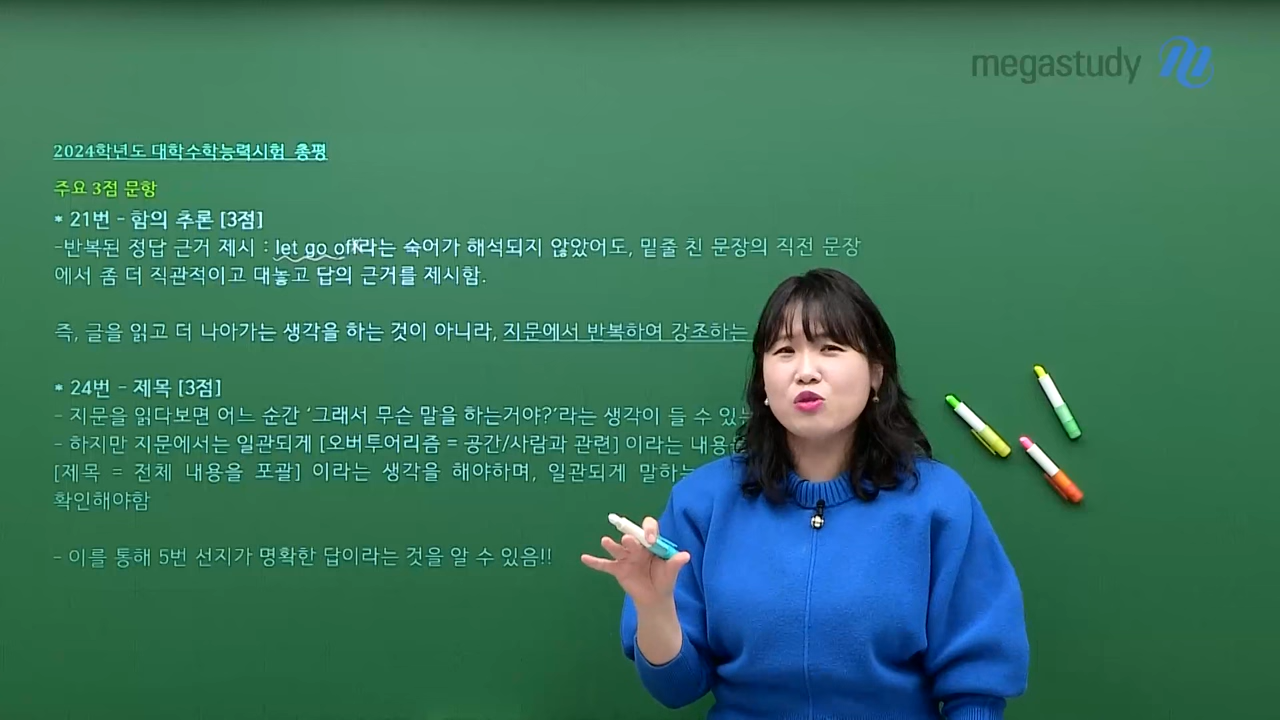 megastudy
2024학년도 대학수학능력시험 총평
주요 3점 문항
* 21번 - 함의 추론 [3점]
-반복된 정답 근거 제시 : let go off라는 숙어가 해석되지 않았어도, 밑줄 친 문장의 직전 문장
에서 좀 더 직관적이고 대놓고 답의 근거를 제시함.
즉, 글을 읽고 더 나아가는 생각을 하는 것이 아니라, 지문에서 반복하여 강조하는
* 24번 - 제목 [3점]
- 지문을 읽다보면 어느 순간 ‘그래서 무슨 말을 하는거야?’라는 생각이 들 수 있는
- 하지만 지문에서는 일관되게 [오버투어리즘 = 공간/사람과 관련] 이라는 내용을
[제목 = 전체 내용을 포괄] 이라는 생각을 해야하며, 일관되게 말하는
확인해야함
- 이를 통해 5번 선지가 명확한 답이라는 것을 알 수 있음!!